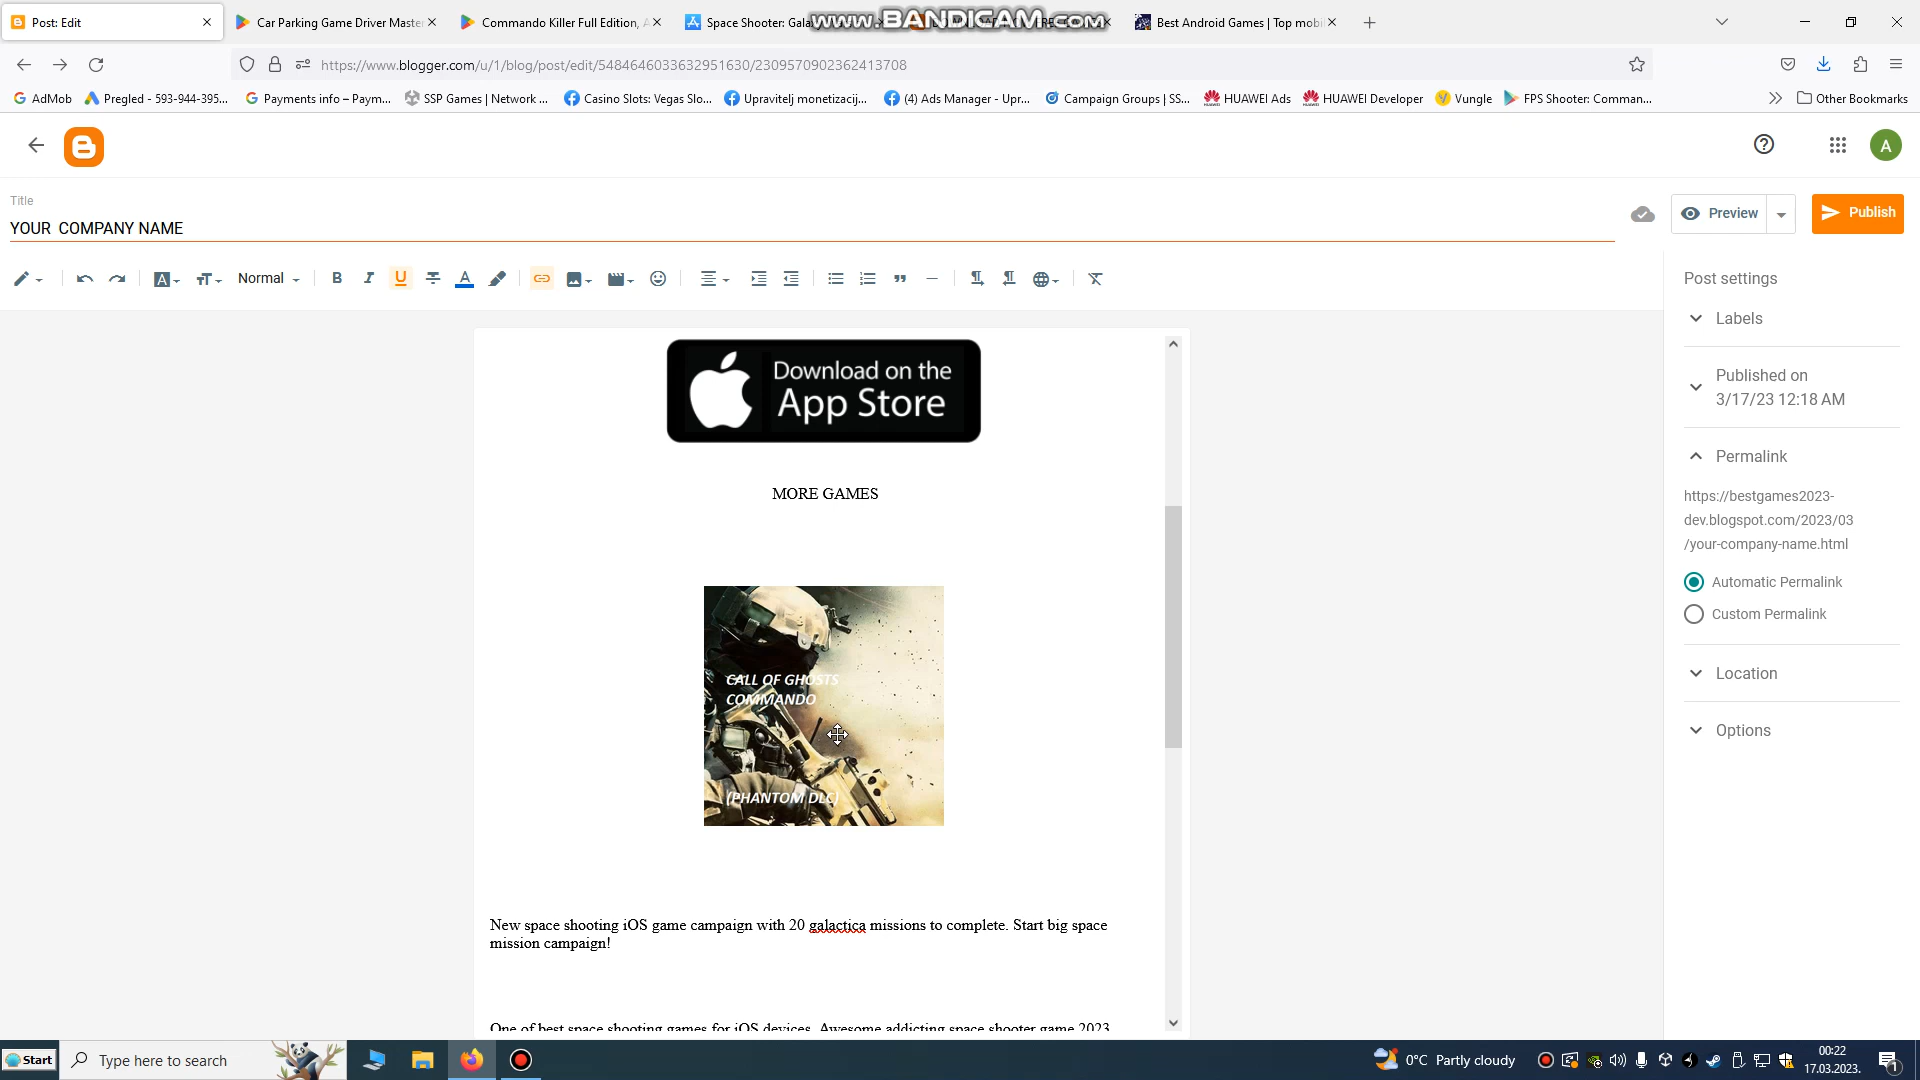 Post: Edit
Car Parking Game Driver Maste
Commando Killer Full Edition, A
Space Shooter: Gala
www.BANDICAM.com
Best Android Games | Top mobi
https://www.blogger.com/u/1/blog/post/edit/5484646033632951630/2309570902362413708
AdMob
Pregled - 593-944-395...
Payments info – Paym...
SSP Games | Network ...
Casino Slots: Vegas Slo...
Upravitelj monetizacij...
(4) Ads Manager - Upr...
Campaign Groups | SS...
HUAWEI Ads
HUAWEI Developer
Vungle
FPS Shooter: Comman...
Other Bookmarks
A
Title
YOUR  COMPANY NAME
Preview
Publish
Normal
Post settings
Labels
Published on
3/17/23 12:18 AM
Permalink
https://bestgames2023-
dev.blogspot.com/2023/03
/your-company-name.html
Automatic Permalink
Custom Permalink
Location
Options
Download on the
App Store
MORE GAMES
CALL OF GHOSTS
COMMANDO
(PHANTOM DLC)
New space shooting iOS game campaign with 20 galactica missions to complete. Start big space
mission campaign!
One of best space shooting games for iOS devices. Awesome addicting space shooter game 2023
Start
Type here to search
0°C Partly cloudy
00:22
17.03.2023.
1